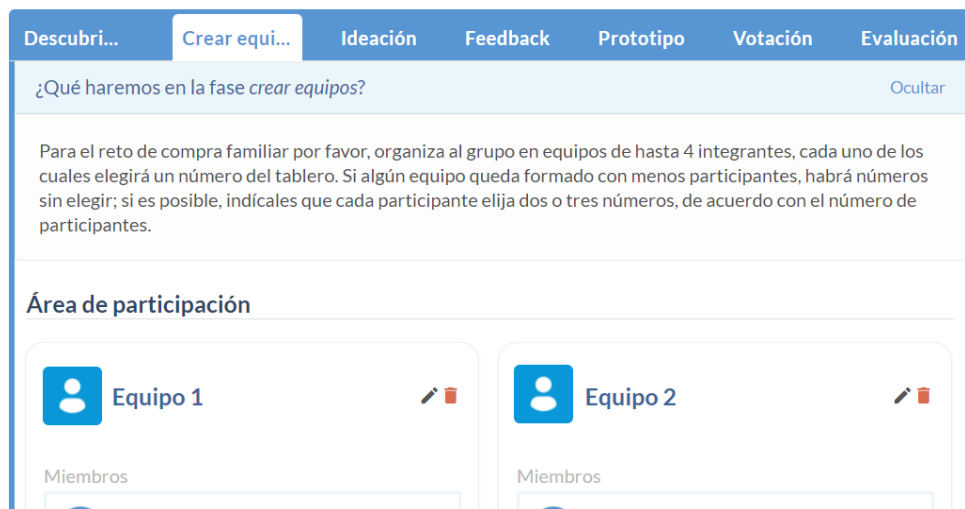 Descubri... Crear equi... Ideación Feedback Prototipo Votación Evaluación
¿Qué haremos en la fase crear equipos? Ocultar
Para el reto de compra familiar por favor, organiza al grupo en equipos de hasta 4 integrantes, cada uno de los
cuales elegirá un número del tablero. Si algún equipo queda formado con menos participantes, habrá números
sin elegir; si es posible, indícales que cada participante elija dos o tres números, de acuerdo con el número de
participantes.
Área de participación
Equipo 1 Equipo 2
Miembros Miembros